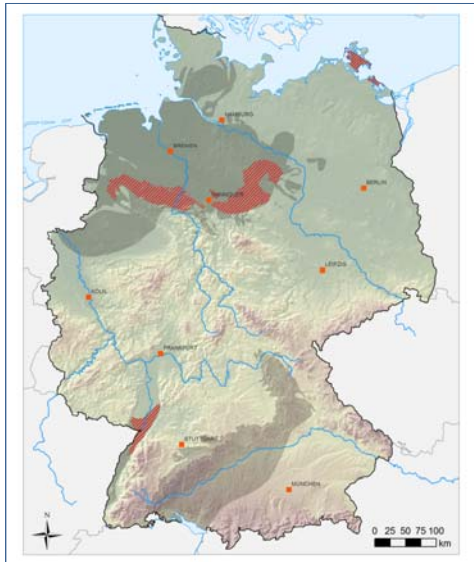 HAMBURG
BREMEN
BERLIN
HANNOVER
LEIPZIG
KÖLN
FRANKFURT
STUTTGART
MÜNCHEN
N
0 25 50 75 100
km